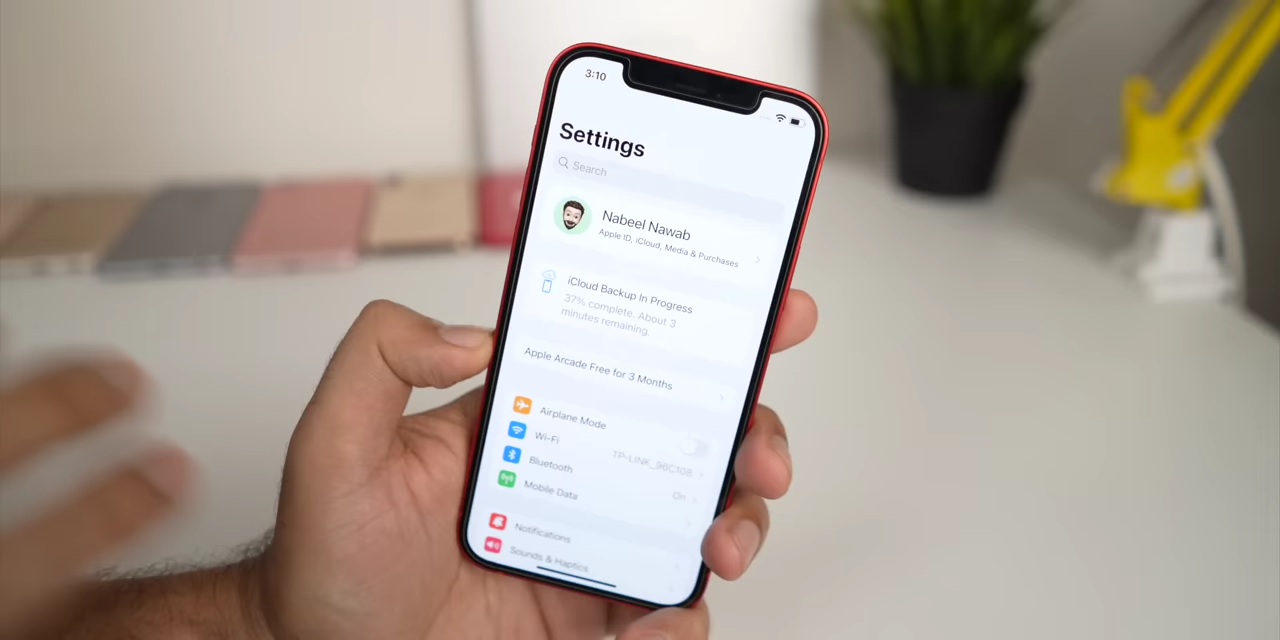 3:10
Settings
Search
Nabeel Nawab
Apple ID, iCloud, Media & Purchases
iCloud Backup In Progress
37% complete. About 3
minutes remaining.
Apple Arcade Free for 3 Months
Airplane Mode
Wi-Fi
TP-LINK_96C108
Bluetooth
On
Mobile Data
Notifications
Sounds & Haptics